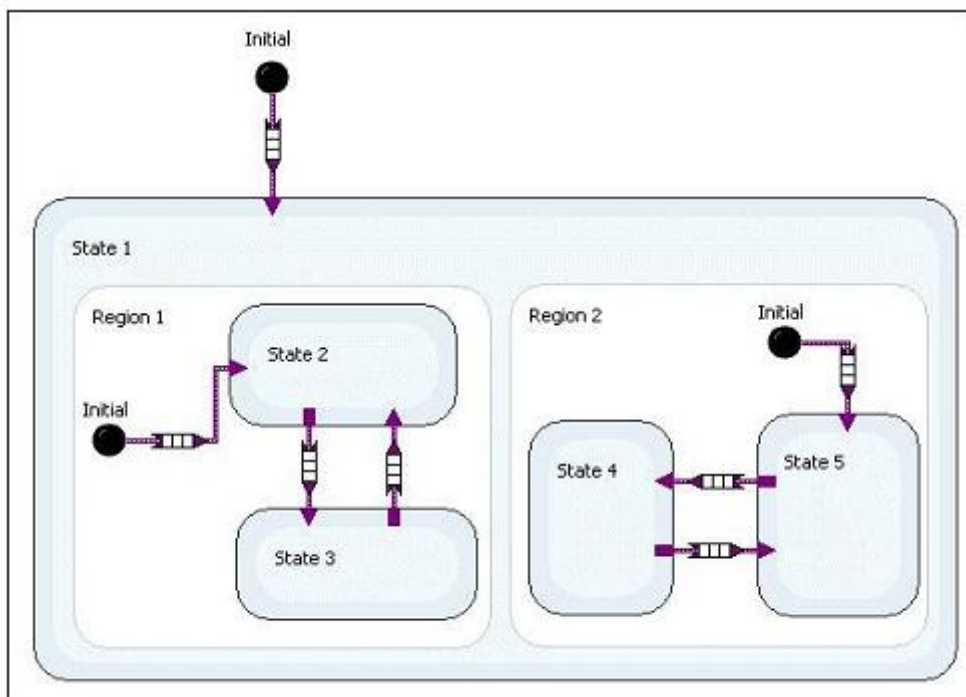 Initial
State 1
Region 1
State 2
Initial
State 3
Region 2
Initial
State 4
State 5